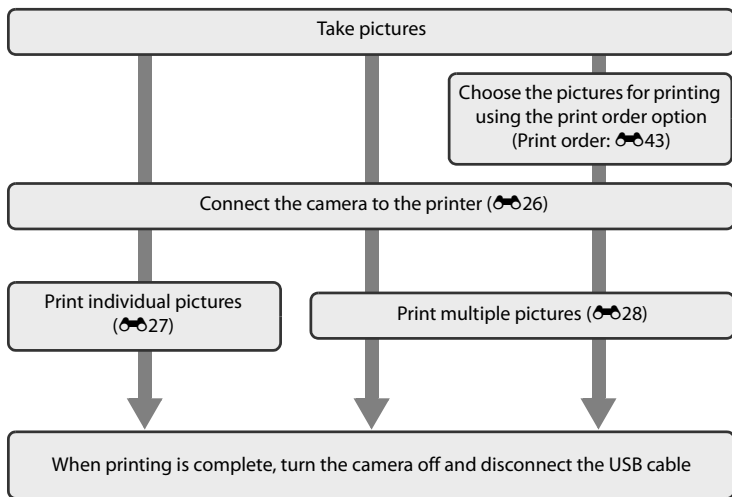 Take pictures
Choose the pictures for printing
using the print order option
(Print order: 43)
Connect the camera to the printer (26)
Print individual pictures
(27)
Print multiple pictures (28)
When printing is complete, turn the camera off and disconnect the USB cable